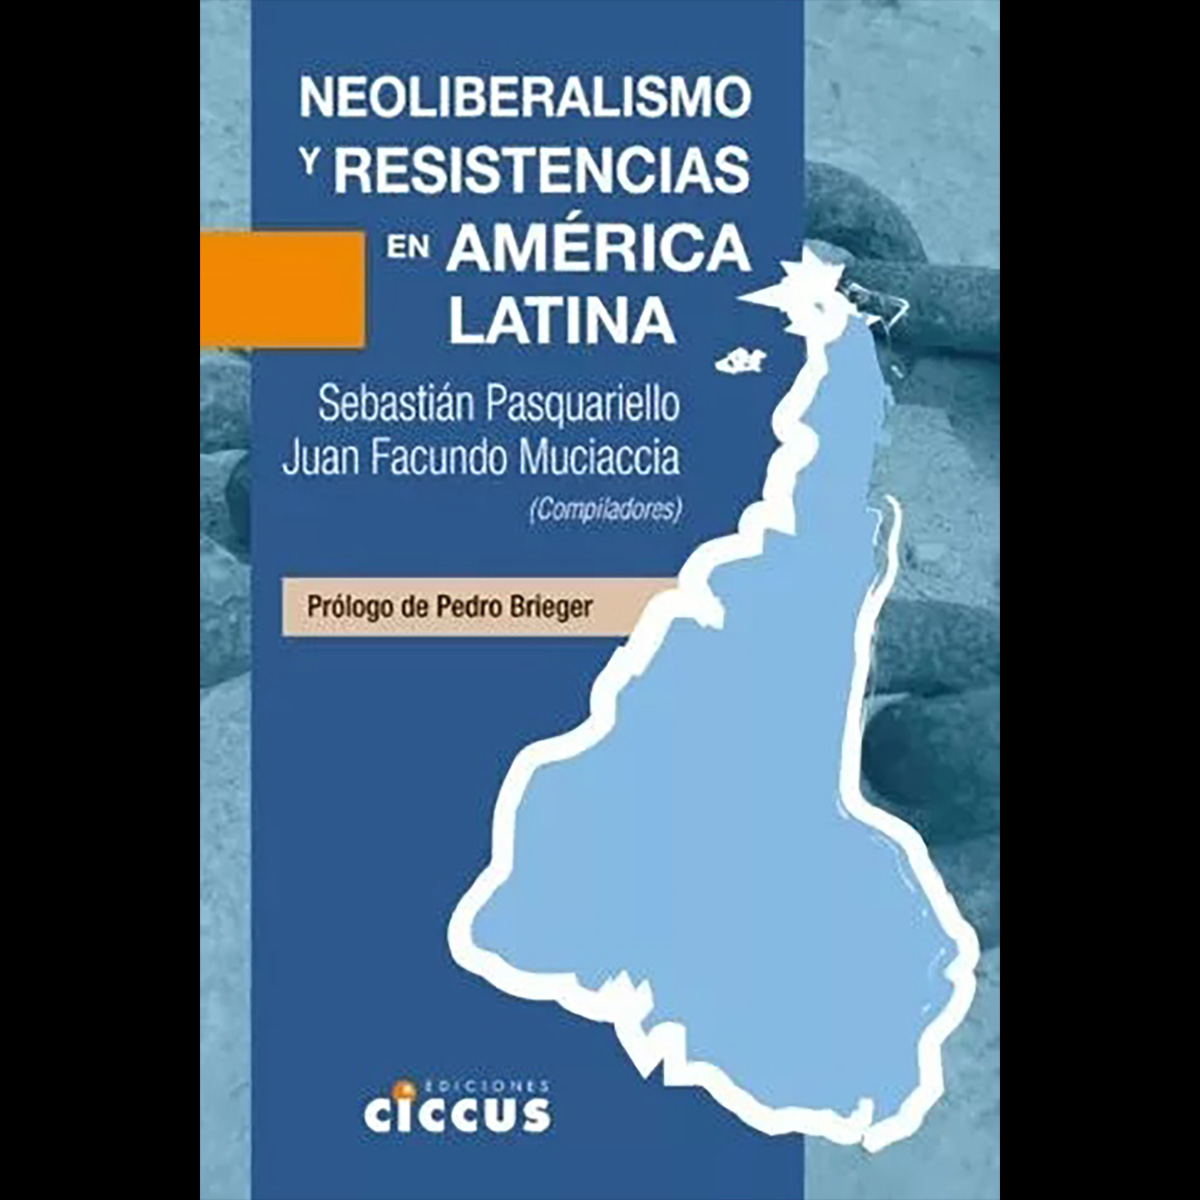 NEOLIBERALISMO
Y RESISTENCIAS
EN AMÉRICA
LATINA
Sebastián Pasquariello
Juan Facundo Muciaccia
(Compiladores)
Prólogo de Pedro Brieger
EDICIONES
CICCUS